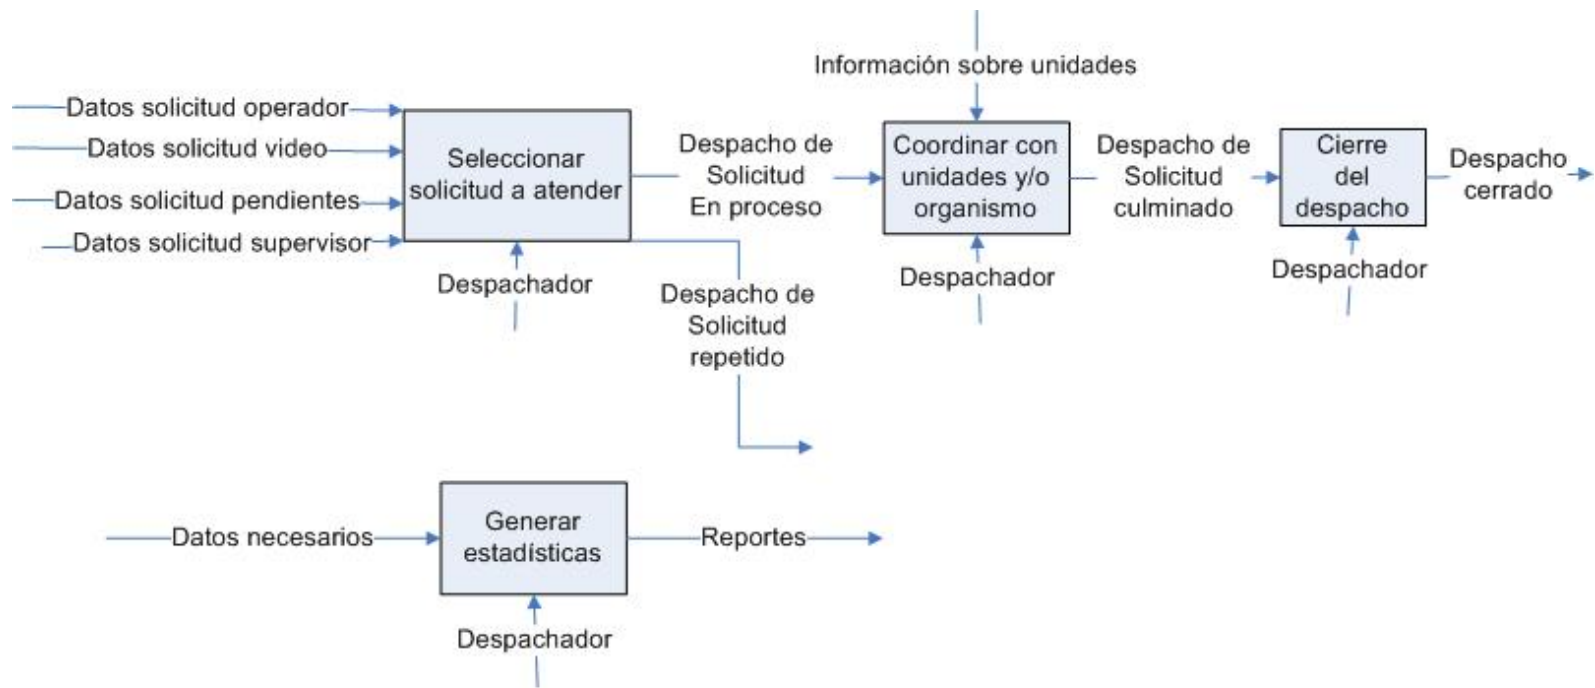 Información sobre unidades
Datos solicitud operador
Datos solicitud video
Datos solicitud pendientes
Datos solicitud supervisor
Seleccionar
solicitud a atender
Despachador
Despacho de
Solicitud
En proceso
Despacho de
Solicitud
repetido
Coordinar con
unidades y/o
organismo
Despachador
Despacho de
Solicitud
culminado
Cierre
del
despacho
Despachador
Despacho
cerrado
Datos necesarios
Generar
estadísticas
Reportes
Despachador